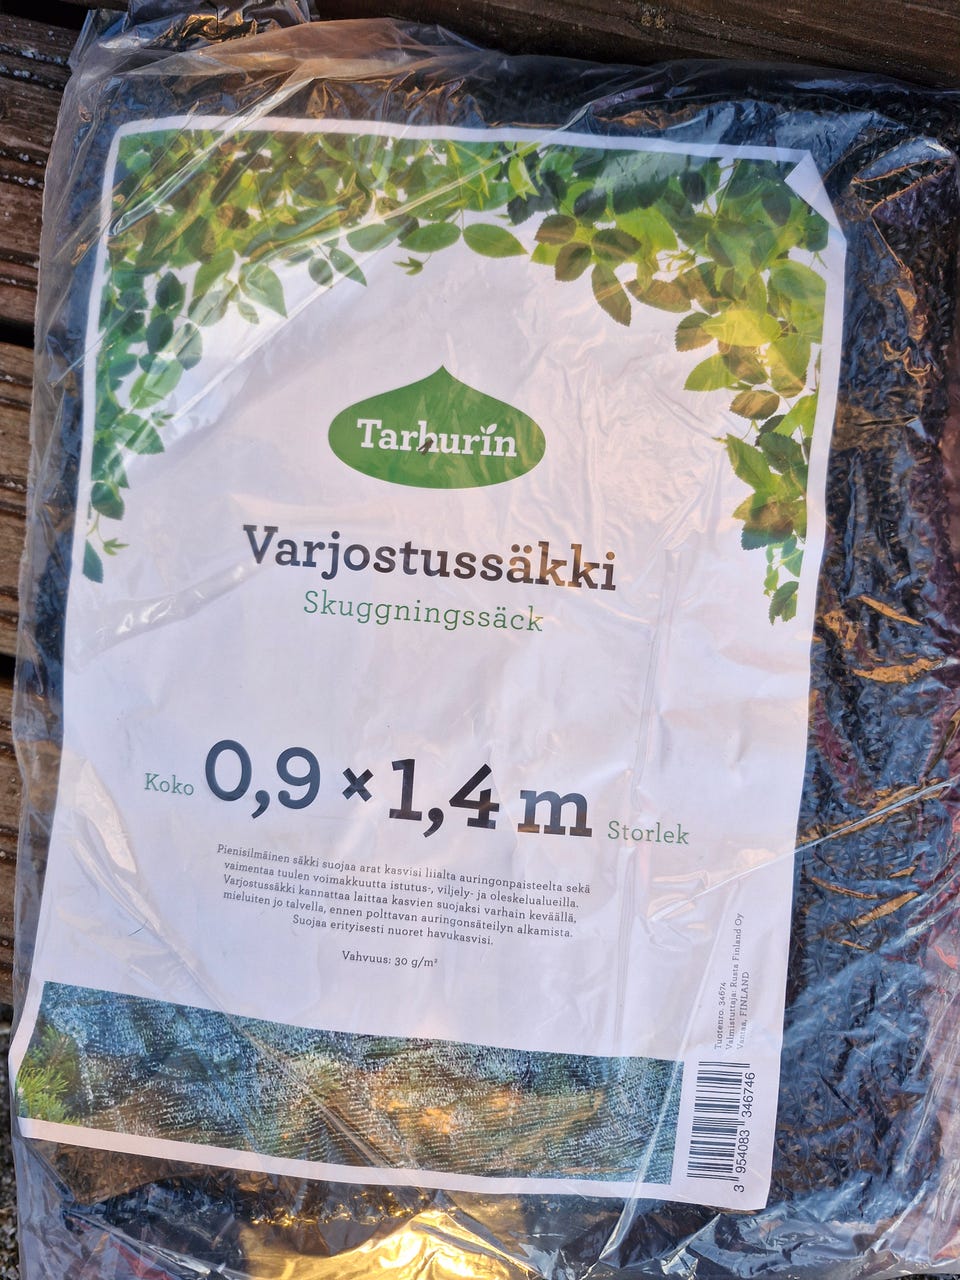 Tarhurin
Varjostussäkki
Skuggningssäck
Koko 0,9 × 1,4 m Storlek
Pienisilmäinen säkki suojaa arat kasvisi liialta auringonpaisteelta sekä
vaimentaa tuulen voimakkuutta istutus-, viljely- ja oleskelualueilla.
Varjostussäkki kannattaa laittaa kasvien suojaksi varhain keväällä,
mieluiten jo talvella, ennen polttavan auringonsäteilyn alkamista.
Suojaa erityisesti nuoret havukasvisi.
Vahvuus: 30 g/m²
Tuotenro. 34674
Valmistuttaja: Rusta Finland Oy
Vantaa, FINLAND
3 954083 346746